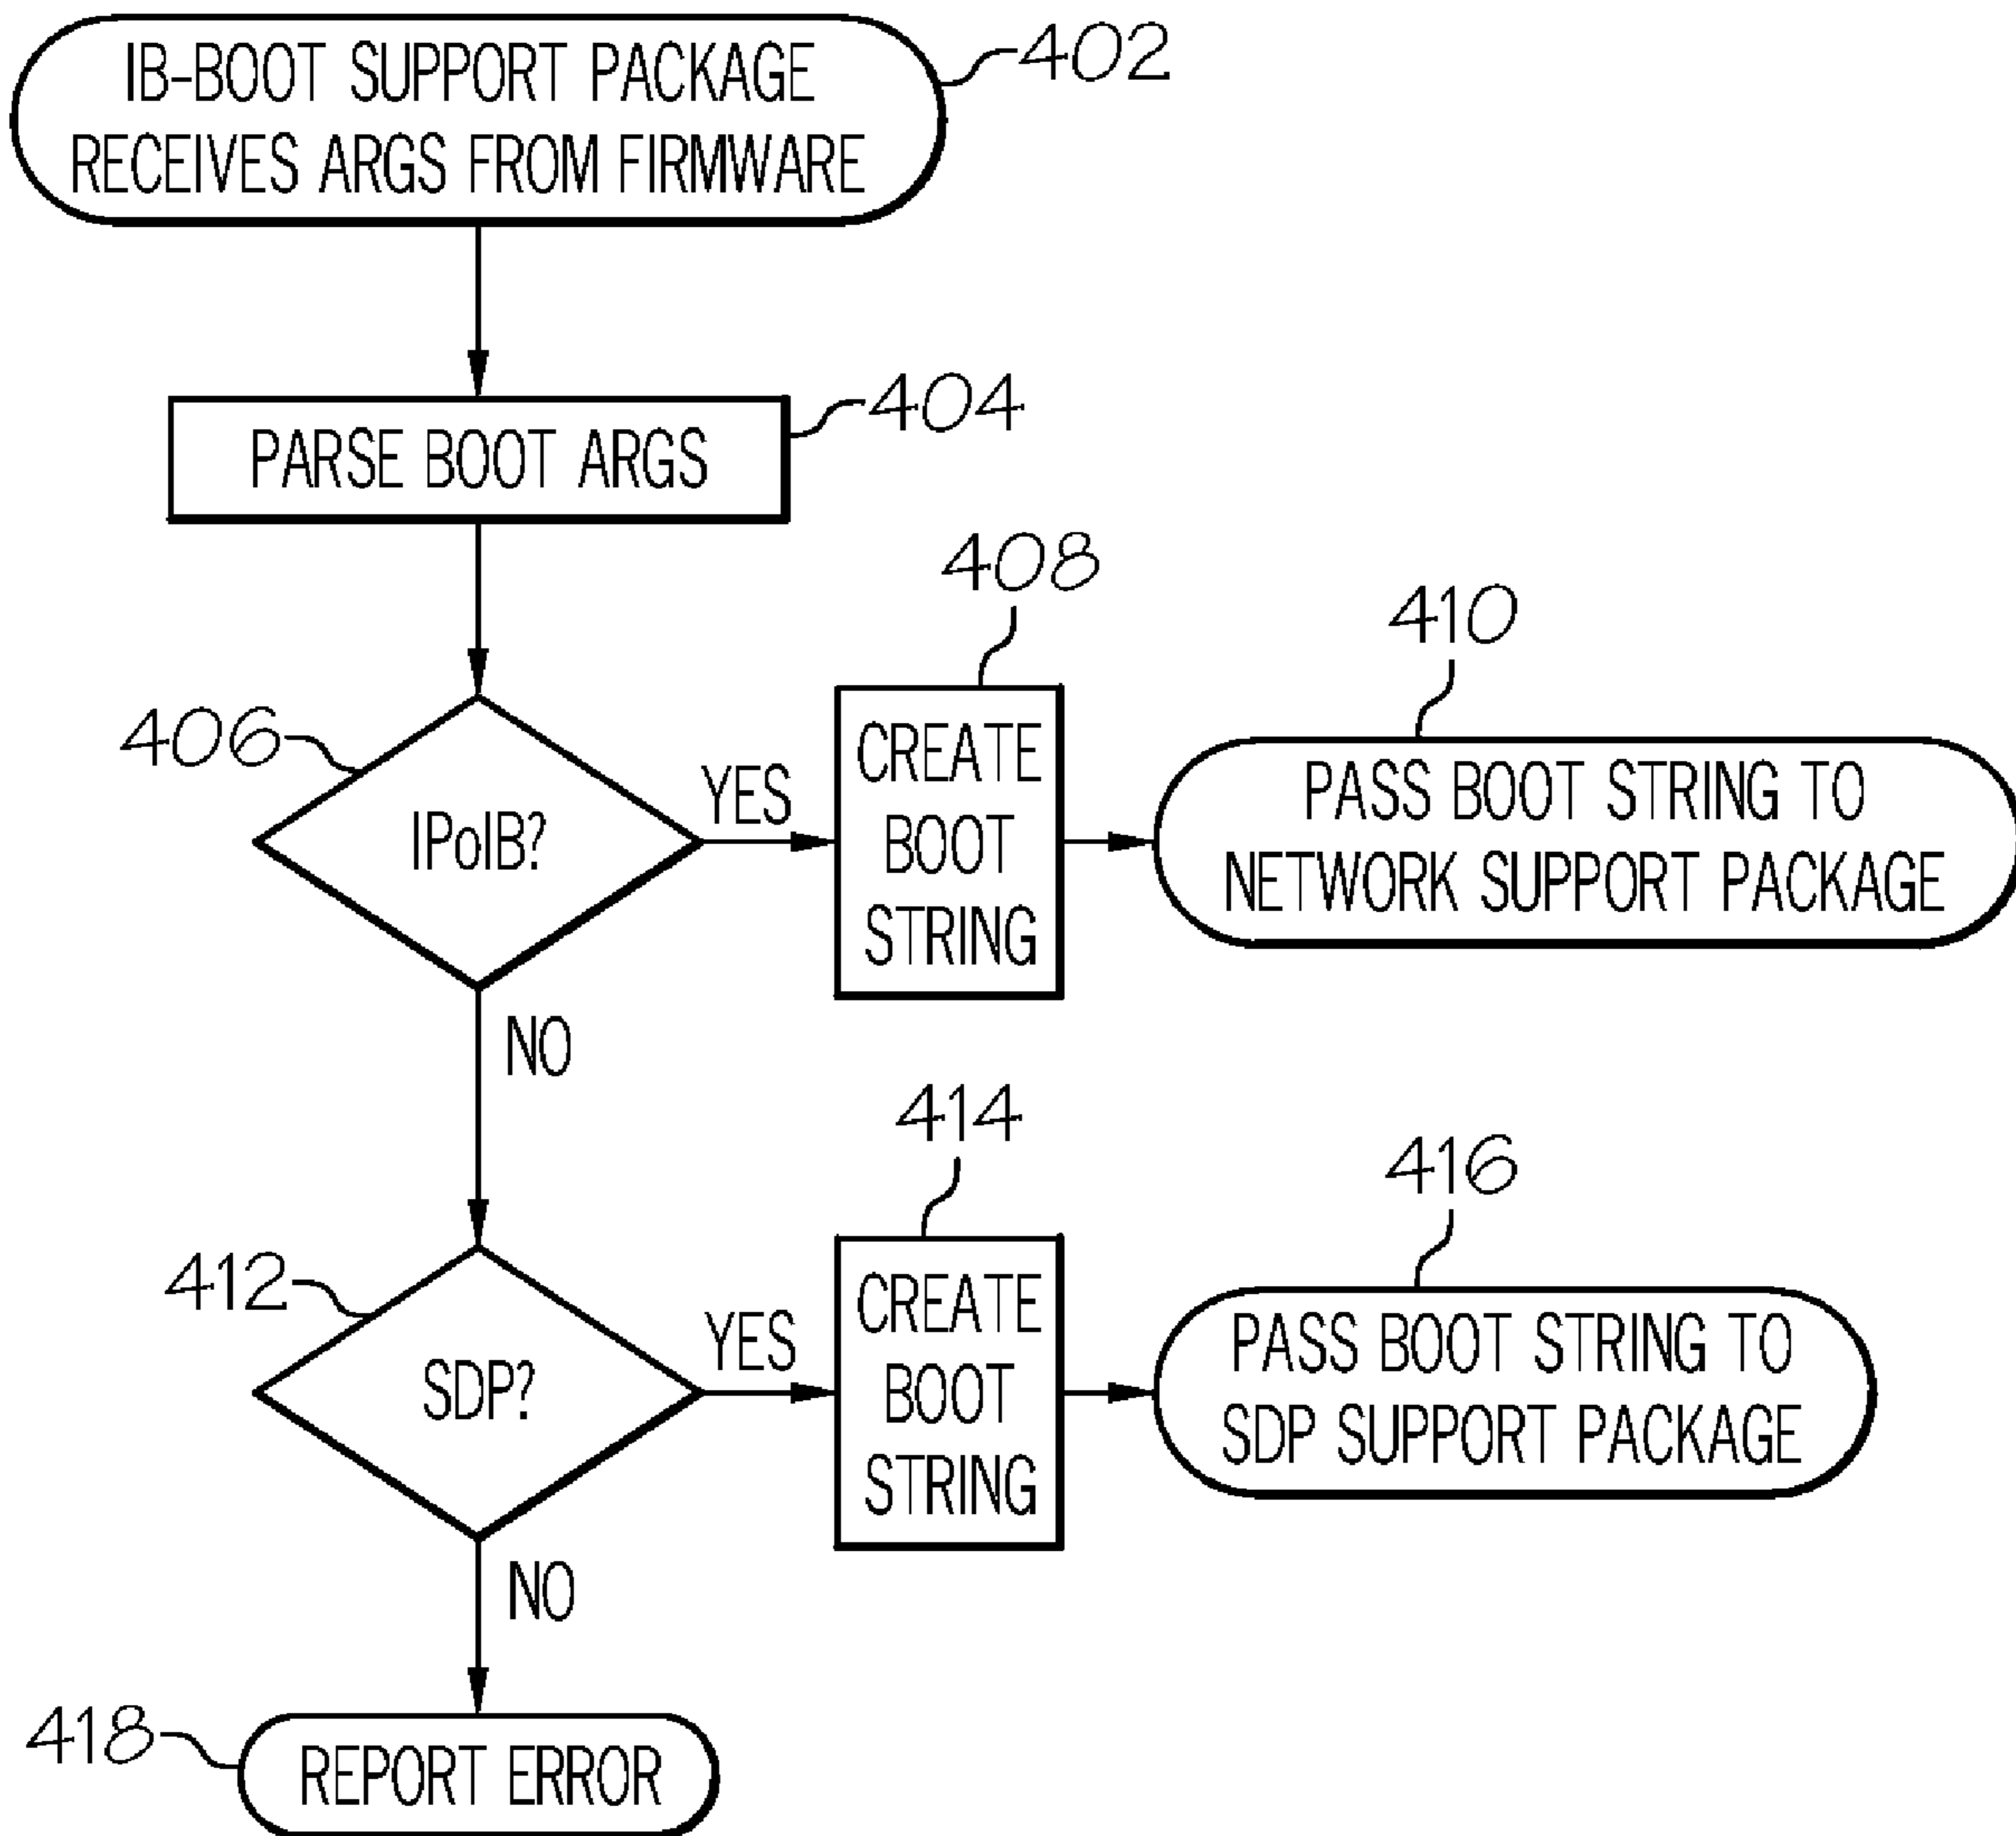 IB-BOOT SUPPORT PACKAGE
RECEIVES ARGS FROM FIRMWARE
402
PARSE BOOT ARGS
404
406
IPoIB?
YES
NO
408
CREATE
BOOT
STRING
410
PASS BOOT STRING TO
NETWORK SUPPORT PACKAGE
412
SDP?
YES
NO
414
CREATE
BOOT
STRING
416
PASS BOOT STRING TO
SDP SUPPORT PACKAGE
418
REPORT ERROR